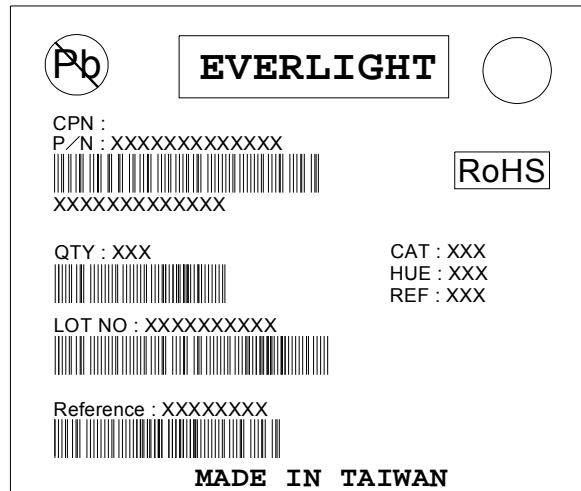 Pb
EVERLIGHT
CPN :
P/N : XXXXXXXXXXXXX
RoHS
XXXXXXXXXXXXX
QTY : XXX
CAT : XXX
HUE : XXX
REF : XXX
LOT NO : XXXXXXXXXX
Reference : XXXXXXXX
MADE IN TAIWAN